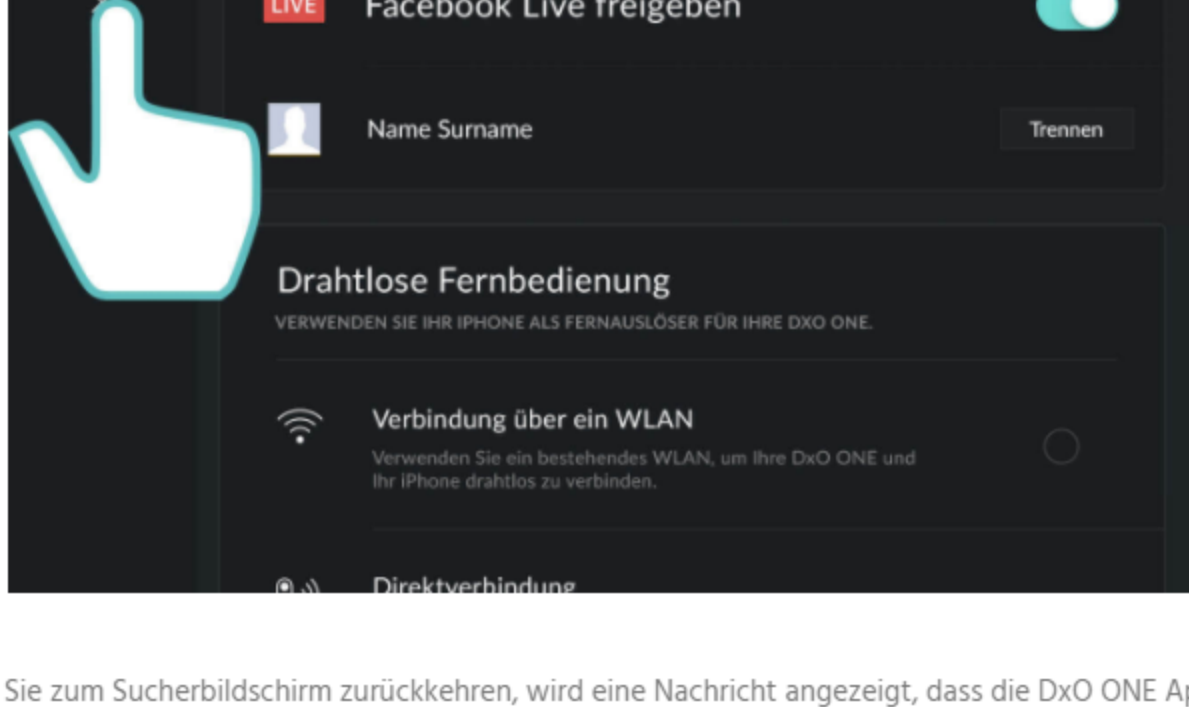 LIVE Facebook Live freigeben
Name Surname Trennen
Drahtlose Fernbedienung
VERWENDEN SIE IHR IPHONE ALS FERNAUSLÖSER FÜR IHRE DXO ONE.
Verbindung über ein WLAN
Verwenden Sie ein bestehendes WLAN, um Ihre DxO ONE und
Ihr iPhone drahtlos zu verbinden.
Direktverbindung
Sie zum Sucherbildschirm zurückkehren, wird eine Nachricht angezeigt, dass die DxO ONE